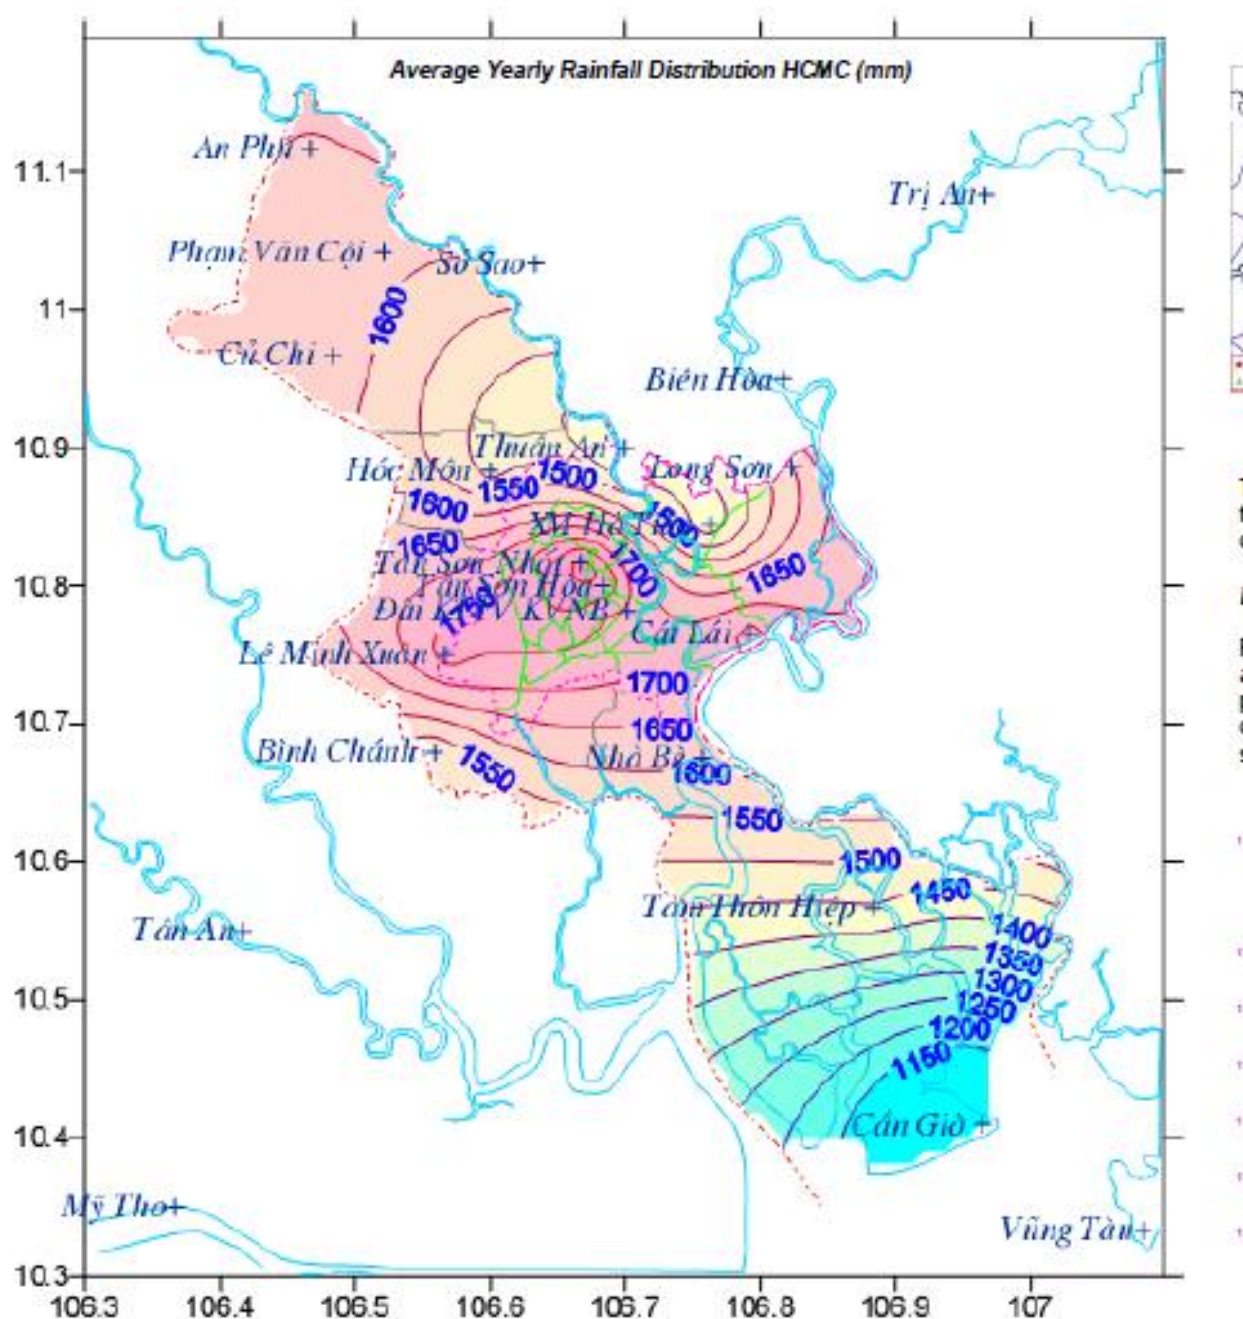 Average Yearly Rainfall Distribution HCMC (mm)
An Phú +
11.1
Trị An+
Phạm Văn Cội +
Sở Sao+
11
1600
Củ Chi +
Biên Hòa+
10.9
Thuận An +
Hóc Môn +
1500
Long Sơn +
1550
1600
1500
1650
Tân Sơn Nhất +
1700
1650
10.8
Tân Sơn Hòa+
1750
Cát Lái +
Lê Minh Xuân +
1700
10.7
1650
Bình Chánh +
1550
Nhà Bè +
1600
1550
10.6
1500
1450
Tam Thôn Hiệp +
1400
Tân An+
1350
1300
10.5
1250
1200
1150
Cần Giờ +
10.4
Mỹ Tho+
Vũng Tàu+
10.3
106.3 106.4 106.5 106.6 106.7 106.8 106.9 107